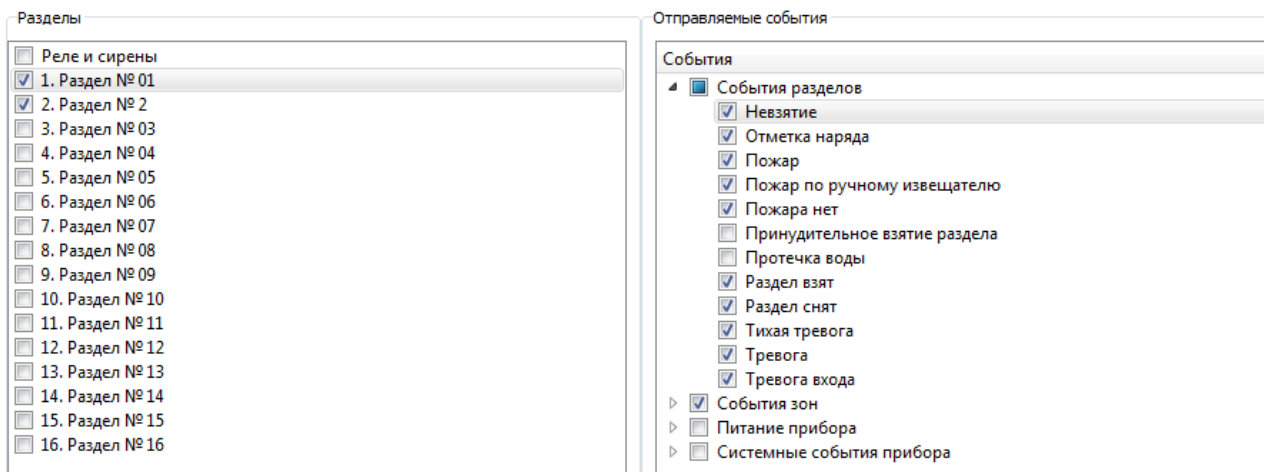 Разделы
Реле и сирены
1. Раздел № 01
2. Раздел № 2
3. Раздел № 03
4. Раздел № 04
5. Раздел № 05
6. Раздел № 06
7. Раздел № 07
8. Раздел № 08
9. Раздел № 09
10. Раздел № 10
11. Раздел № 11
12. Раздел № 12
13. Раздел № 13
14. Раздел № 14
15. Раздел № 15
16. Раздел № 16
Отправляемые события
События
События разделов
Невзятие
Отметка наряда
Пожар
Пожар по ручному извещателю
Пожара нет
Принудительное взятие раздела
Протечка воды
Раздел взят
Раздел снят
Тихая тревога
Тревога
Тревога входа
События зон
Питание прибора
Системные события прибора